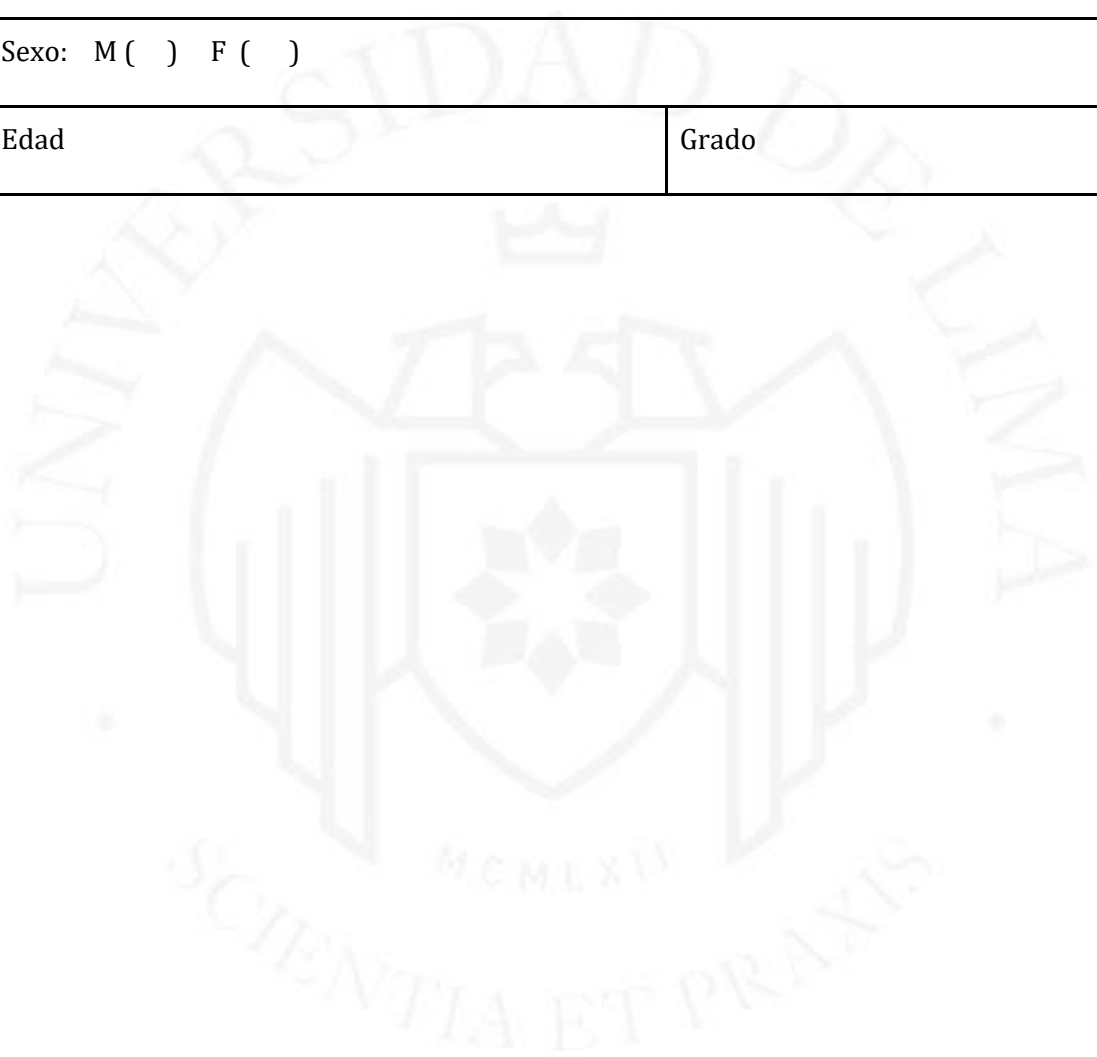 Sexo: M ( ) F ( )
Edad Grado
UNIVERSIDAD DE LIMA
MCMLXII
SCIENTIA ET PRAXIS